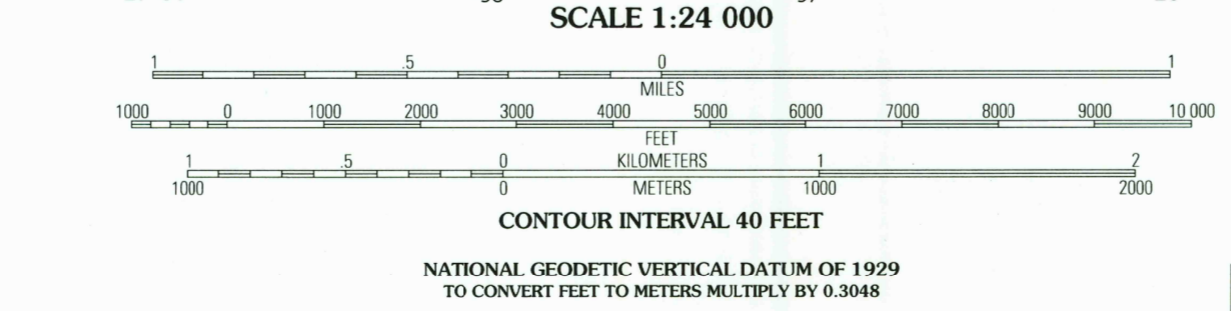 SCALE 1:24 000
1 .5 0 1
MILES
1000 0 1000 2000 3000 4000 5000 6000 7000 8000 9000 10 000
FEET
1 .5 0 KILOMETERS 1 2
1000 0 METERS 1000 2000
CONTOUR INTERVAL 40 FEET
NATIONAL GEODETIC VERTICAL DATUM OF 1929
TO CONVERT FEET TO METERS MULTIPLY BY 0.3048